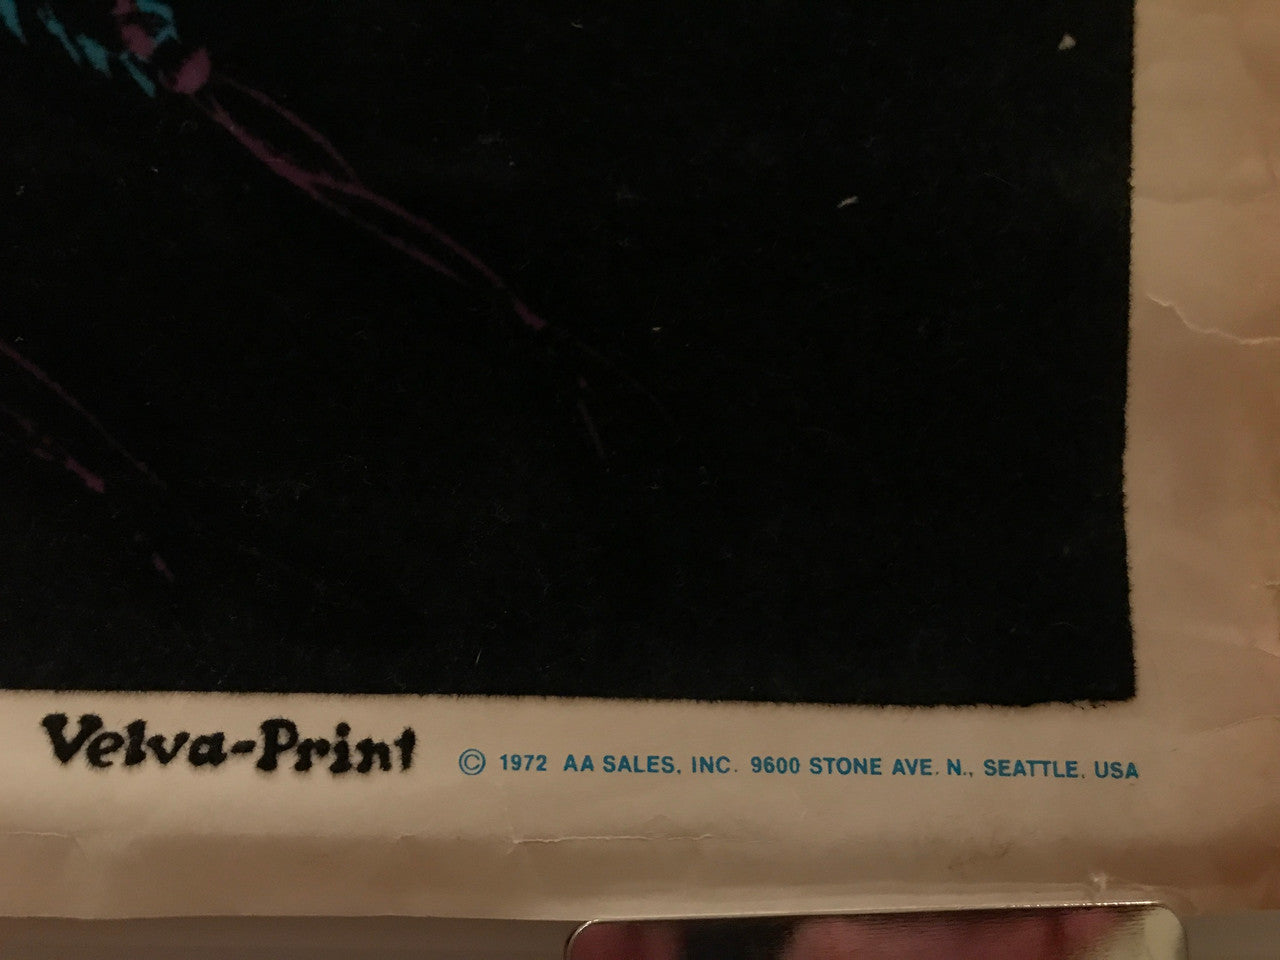 Velva-Print © 1972 AA SALES, INC. 9600 STONE AVE. N., SEATTLE, USA